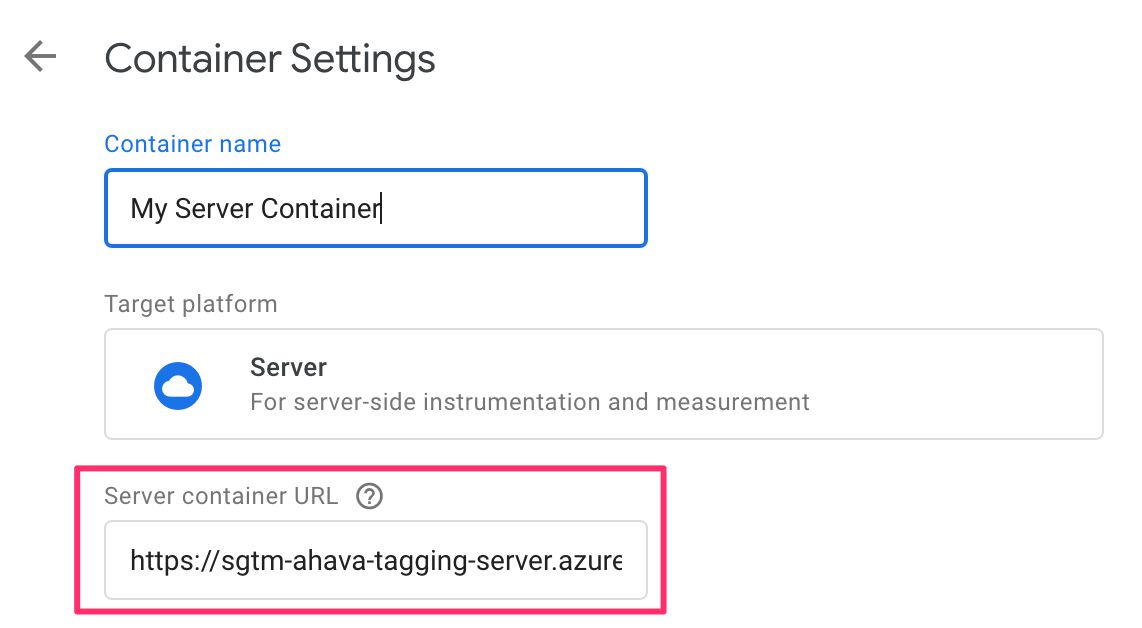 Container Settings
Container name
My Server Container
Target platform
Server
For server-side instrumentation and measurement
Server container URL
https://sgtm-ahava-tagging-server.azure